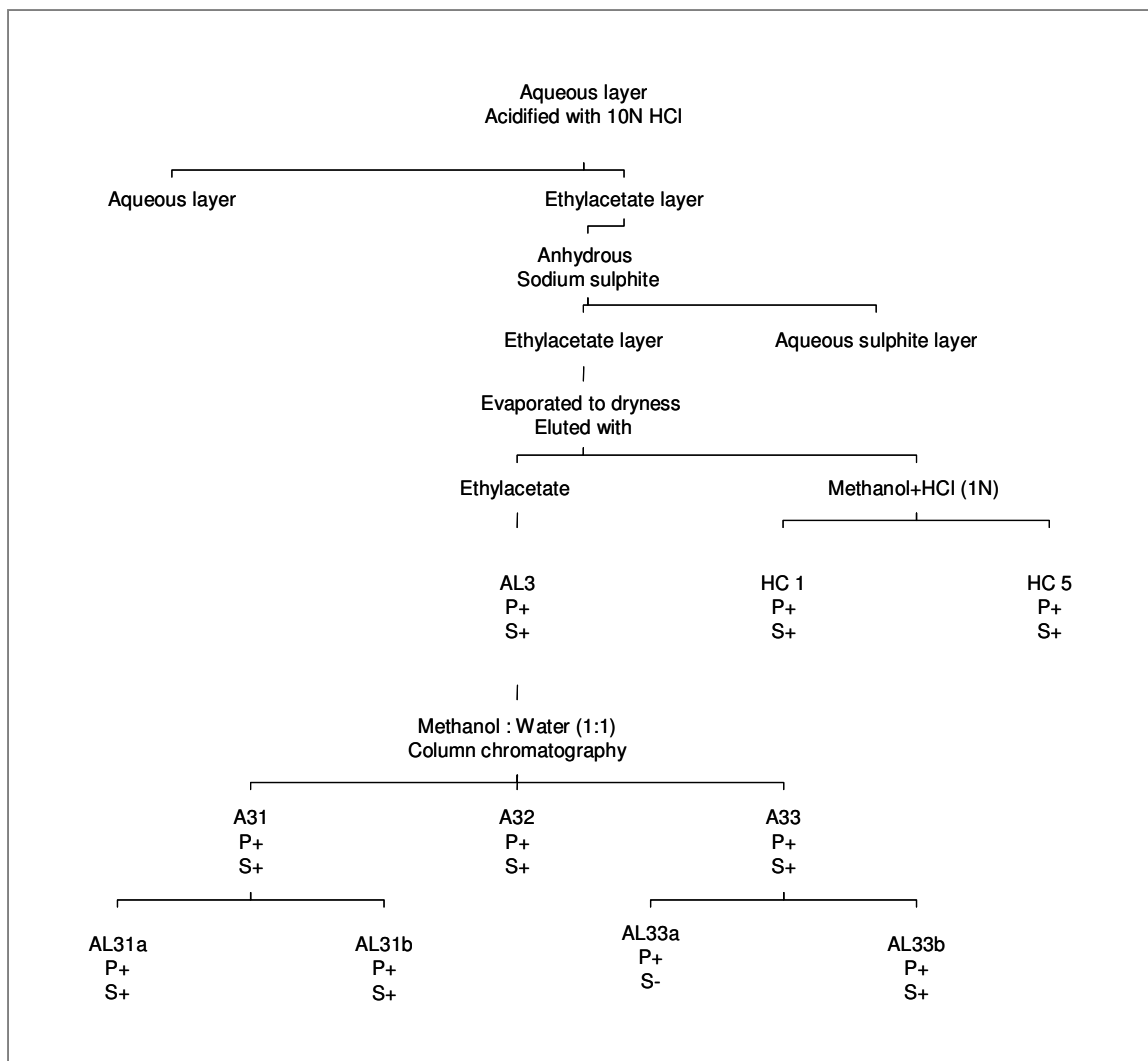 Aqueous layer
Acidified with 10N HCl
Aqueous layer
Ethylacetate layer
Anhydrous
Sodium sulphite
Ethylacetate layer
Aqueous sulphite layer
Evaporated to dryness
Eluted with
Ethylacetate
Methanol+HCl (1N)
AL3
P+
S+
HC 1
P+
S+
HC 5
P+
S+
Methanol : Water (1:1)
Column chromatography
A31
P+
S+
A32
P+
S+
A33
P+
S+
AL31a
P+
S+
AL31b
P+
S+
AL33a
P+
S-
AL33b
P+
S+